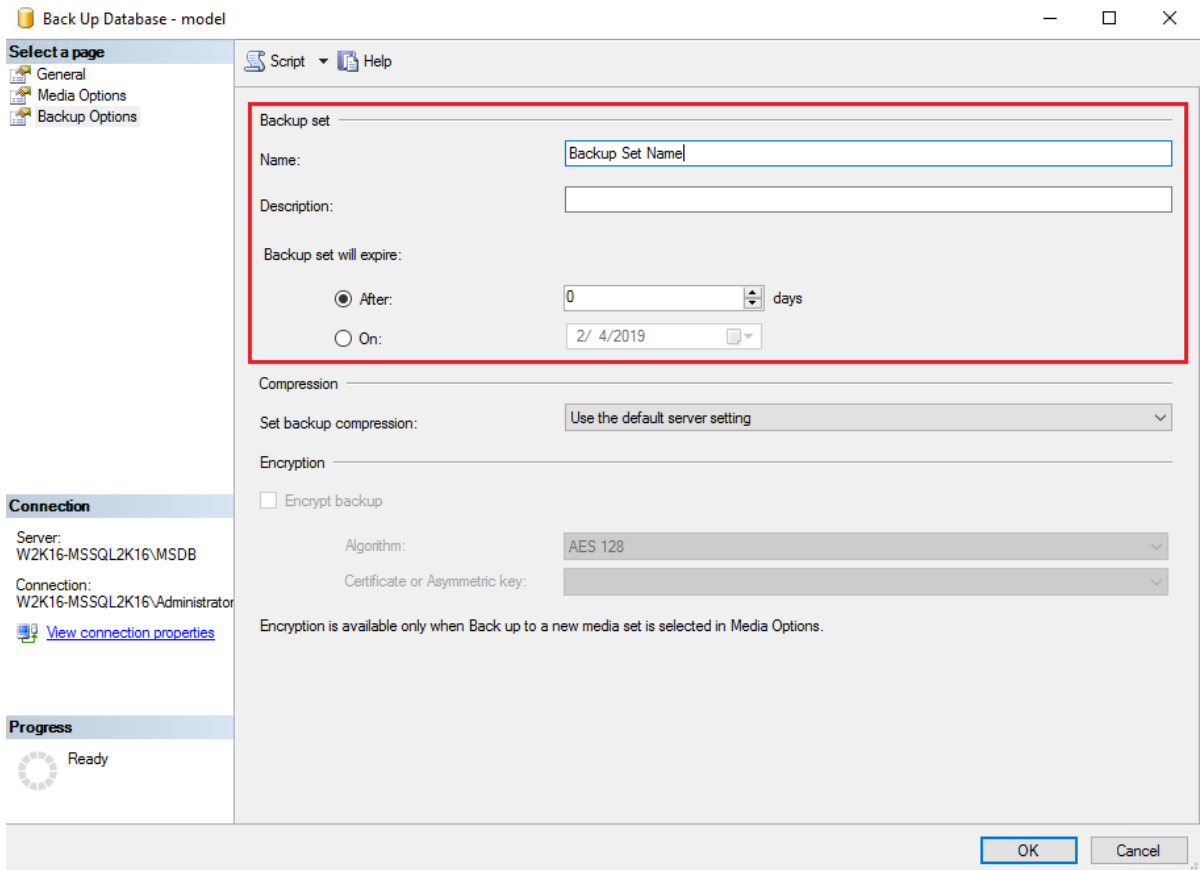 Back Up Database - model
Select a page
General
Media Options
Backup Options
Script
Help
Backup set
Name:
Backup Set Name
Description:
Backup set will expire:
After:
0
days
On:
2/ 4/2019
Compression
Set backup compression:
Use the default server setting
Encryption
Encrypt backup
Algorithm:
AES 128
Certificate or Asymmetric key:
Encryption is available only when Back up to a new media set is selected in Media Options.
Connection
Server:
W2K16-MSSQL2K16\MSDB
Connection:
W2K16-MSSQL2K16\Administrator
View connection properties
Progress
Ready
OK
Cancel